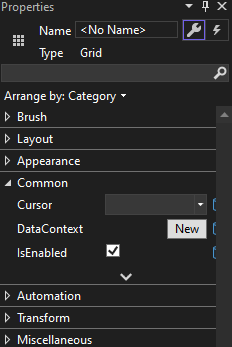 Properties
Name <No Name>
Type Grid
Arrange by: Category
Brush
Layout
Appearance
Common
Cursor
DataContext New
IsEnabled
Automation
Transform
Miscellaneous